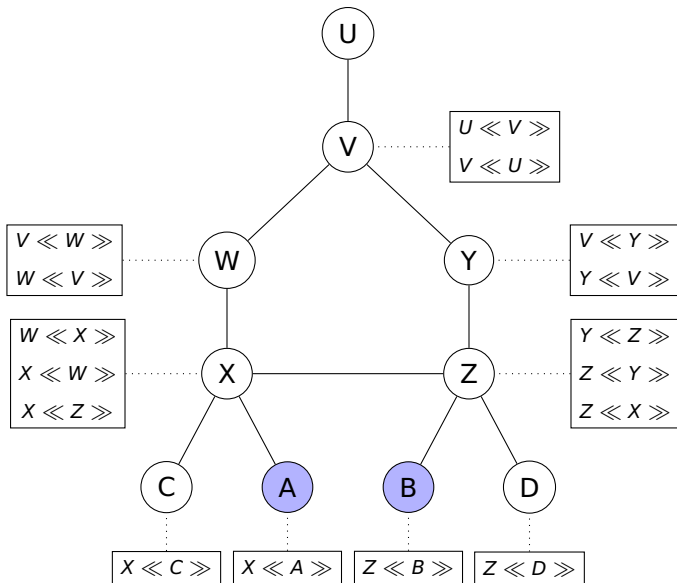 U
V
U ≪ V ≫
V ≪ U ≫
V ≪ W ≫
W ≪ V ≫
W
Y
V ≪ Y ≫
Y ≪ V ≫
W ≪ X ≫
X ≪ W ≫
X ≪ Z ≫
X
Z
Y ≪ Z ≫
Z ≪ Y ≫
Z ≪ X ≫
C
A
B
D
X ≪ C ≫
X ≪ A ≫
Z ≪ B ≫
Z ≪ D ≫